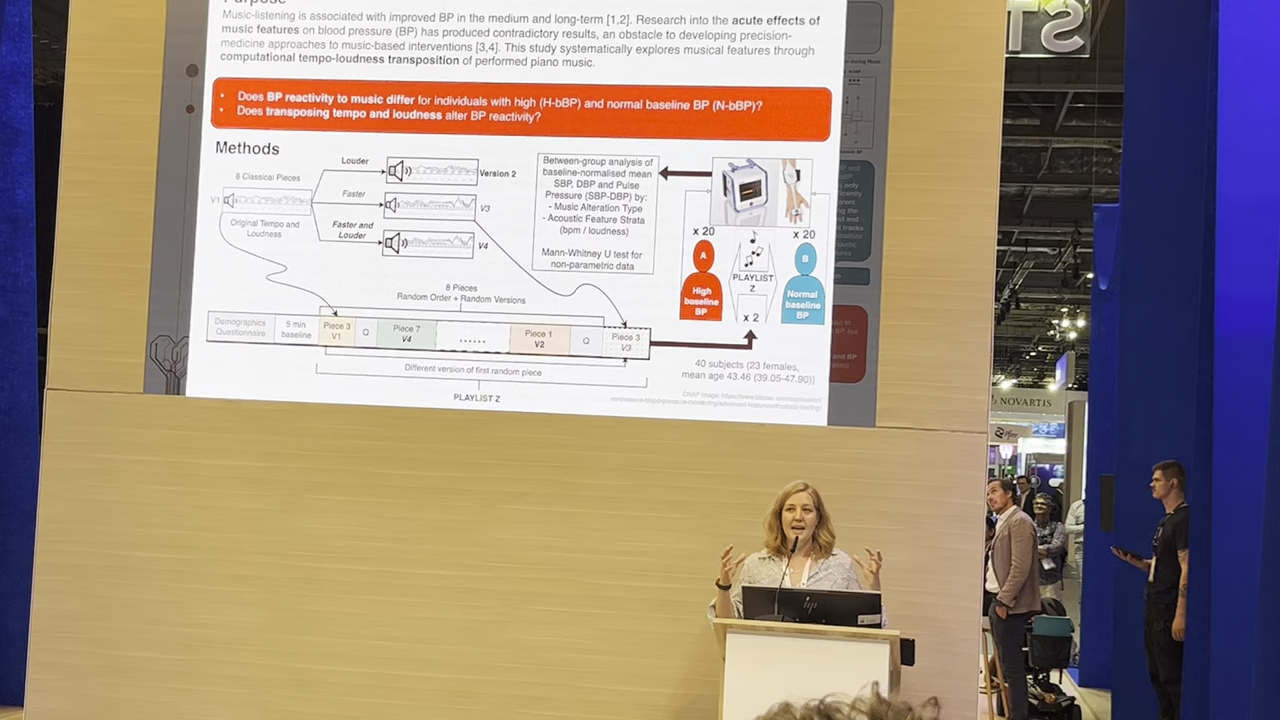 Purpose
Music-listening is associated with improved BP in the medium and long-term [1,2]. Research into the acute effects of
music features on blood pressure (BP) has produced contradictory results, an obstacle to developing precision-
medicine approaches to music-based interventions [3,4]. This study systematically explores musical features through
computational tempo-loudness transposition of performed piano music.
• Does BP reactivity to music differ for individuals with high (H-bBP) and normal baseline BP (N-bBP)?
• Does transposing tempo and loudness alter BP reactivity?
Methods
8 Classical Pieces
V1
Original Tempo and
Loudness
Louder
Version 2
Faster
V3
Faster and
Louder
V4
Between-group analysis of
baseline-normalised mean
SBP, DBP and Pulse
Pressure (SBP-DBP) by:
- Music Alteration Type
- Acoustic Feature Strata
(bpm / loudness)
Mann-Whitney U test for
non-parametric data
x 20
x 20
A
B
High
baseline
BP
PLAYLIST
Z
Normal
baseline
BP
x 2
8 Pieces
Random Order + Random Versions
Demographics
Questionnaire
5 min
baseline
Piece 3
V1
Q
Piece 7
V4
......
Piece 1
V2
Q
Piece 3
V3
Different version of first random piece
PLAYLIST Z
40 subjects (23 females,
mean age 43.46 (39.05-47.90))
NOVARTIS
hp